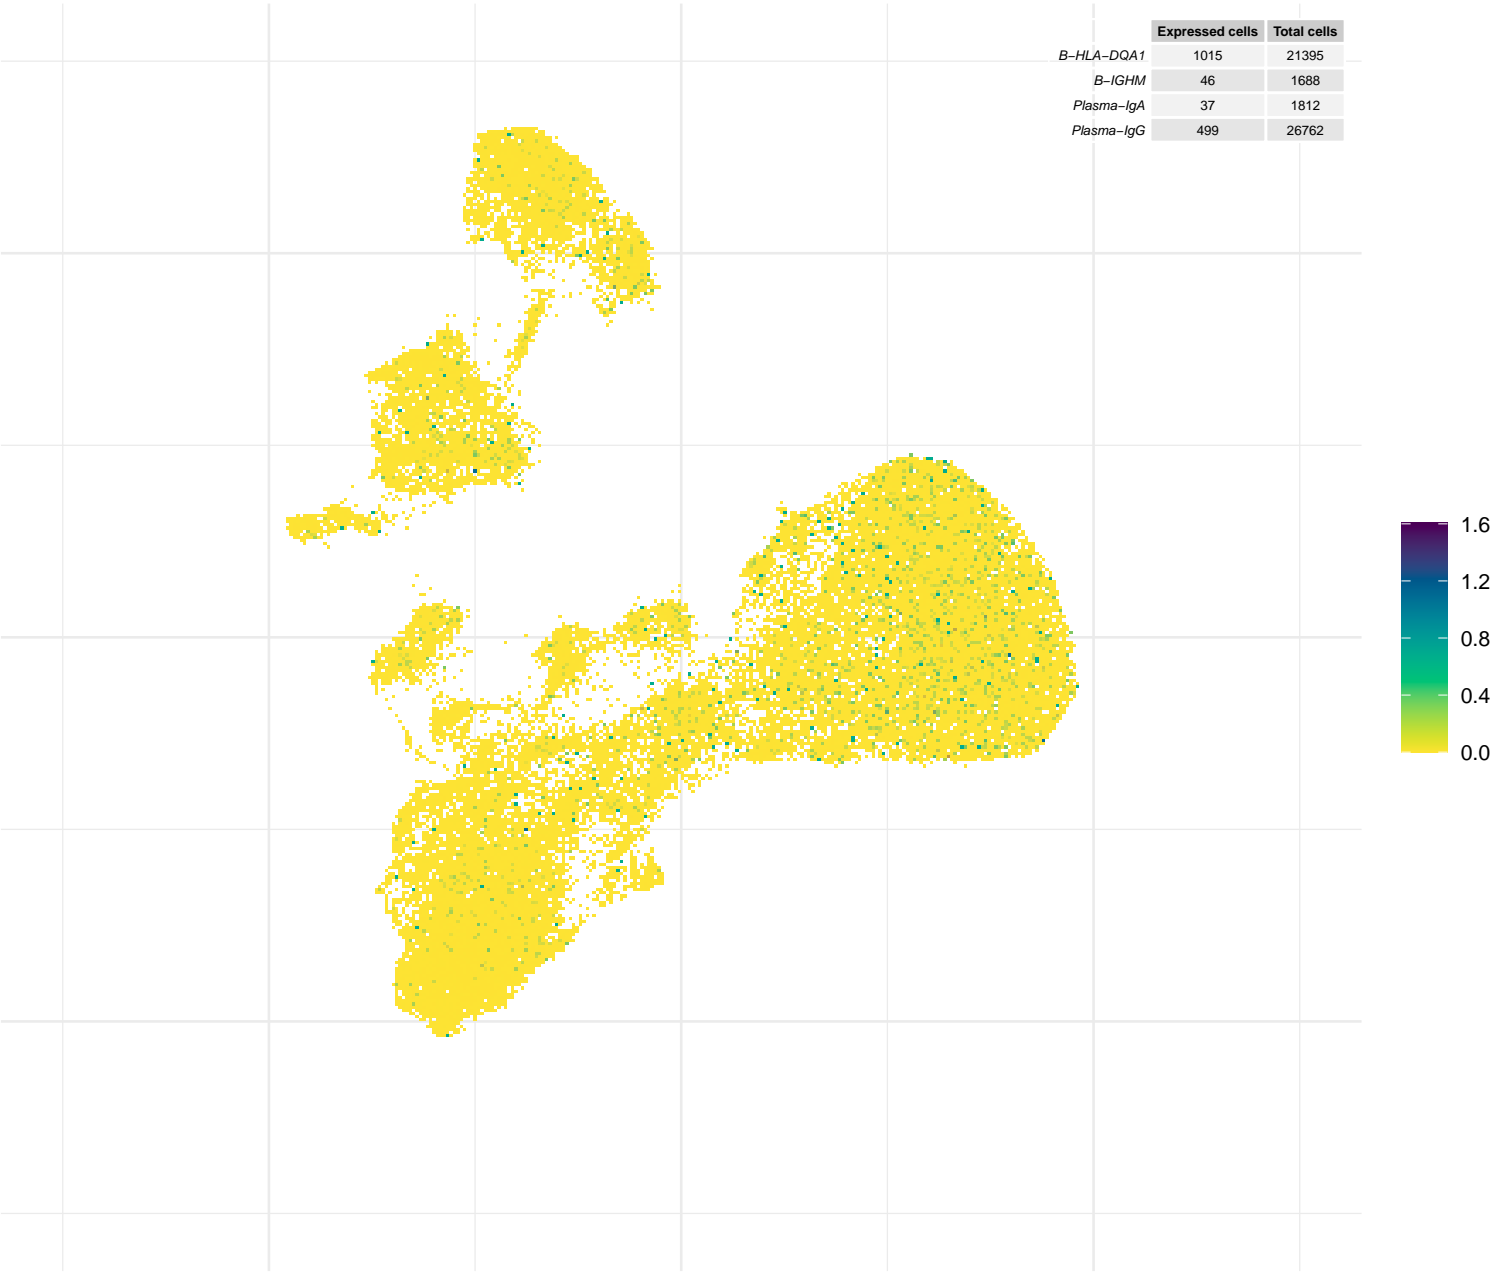 Expressed cells Total cells
B−HLA−DQA1 1015 21395
B−IGHM 46 1688
Plasma−IgA 37 1812
Plasma−IgG 499 26762
1.6
1.2
0.8
0.4
0.0